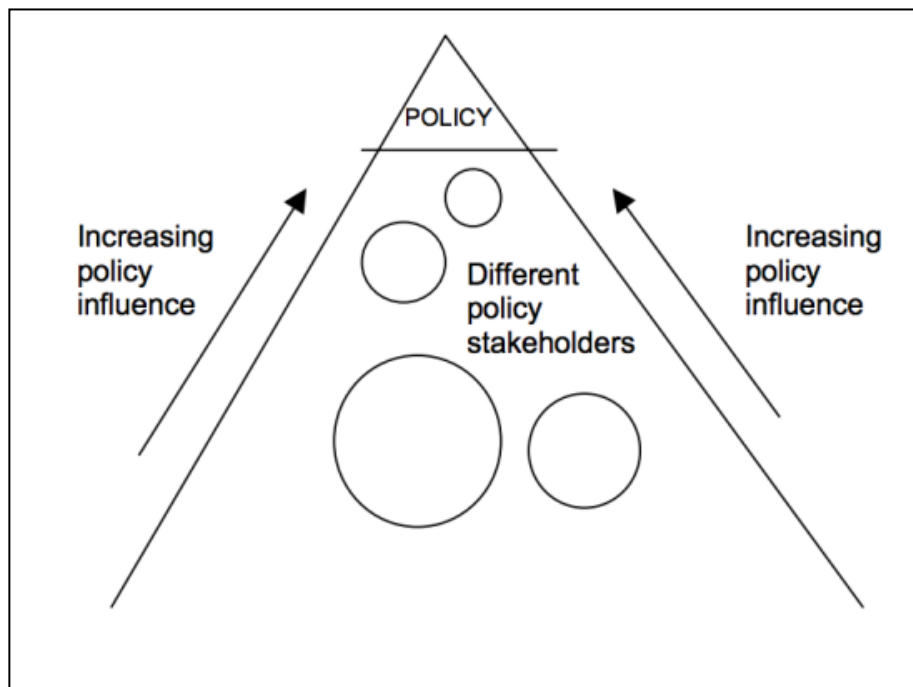 POLICY
Increasing
policy
influence
Different
policy
stakeholders
Increasing
policy
influence